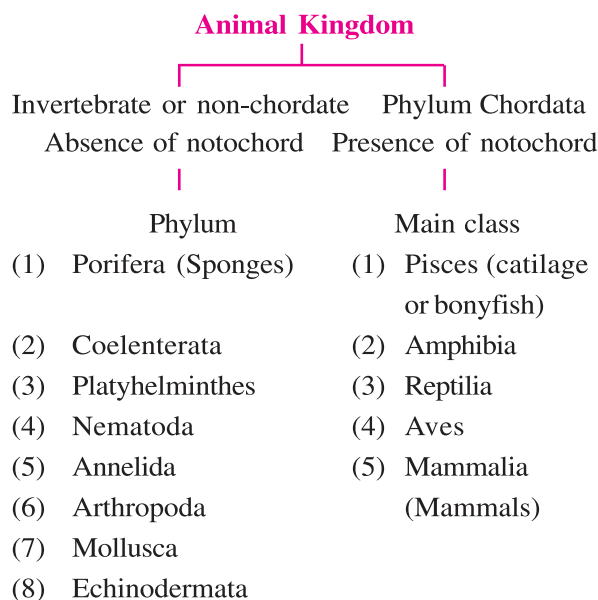 Animal Kingdom
Invertebrate or non-chordate
Absence of notochord
Phylum
(1) Porifera (Sponges)
(2) Coelenterata
(3) Platyhelminthes
(4) Nematoda
(5) Annelida
(6) Arthropoda
(7) Mollusca
(8) Echinodermata
Phylum Chordata
Presence of notochord
Main class
(1) Pisces (catilage
or bonyfish)
(2) Amphibia
(3) Reptilia
(4) Aves
(5) Mammalia
(Mammals)